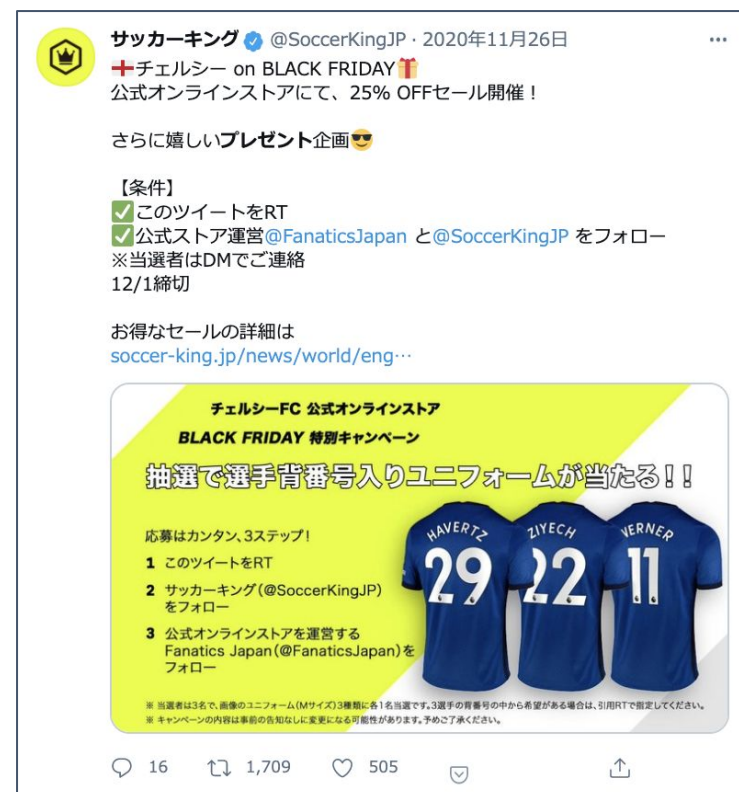 サッカーキング @SoccerKingJP · 2020年11月26日
🏴󠁧󠁢󠁥󠁮󠁧󠁿チェルシー on BLACK FRIDAY🎁
公式オンラインストアにて、25% OFFセール開催！
さらに嬉しいプレゼント企画😎
【条件】
✅このツイートをRT
✅公式ストア運営@FanaticsJapan と@SoccerKingJP をフォロー
※当選者はDMでご連絡
12/1締切
お得なセールの詳細は
soccer-king.jp/news/world/eng…
チェルシーFC 公式オンラインストア
BLACK FRIDAY 特別キャンペーン
抽選で選手背番号入りユニフォームが当たる!!
応募はカンタン、3ステップ!
1 このツイートをRT
2 サッカーキング(@SoccerKingJP)
をフォロー
3 公式オンラインストアを運営する
Fanatics Japan(@FanaticsJapan)を
フォロー
HAVERTZ
29
ZIYECH
22
WERNER
11
※ 当選者は3名で、画像のユニフォーム(Mサイズ)3種類に各1名当選です。3選手の背番号の中から希望がある場合は、引用RTで指定してください。
※ キャンペーンの内容は事前の告知なしに変更になる可能性があります。予めご了承ください。
16 1,709 505